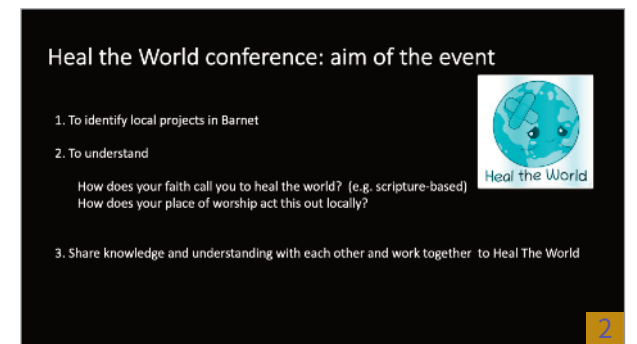 Heal the World conference: aim of the event
1. To identify local projects in Barnet
2. To understand
How does your faith call you to heal the world? (e.g. scripture-based)
How does your place of worship act this out locally?
Heal the World
3. Share knowledge and understanding with each other and work together to Heal The World
2